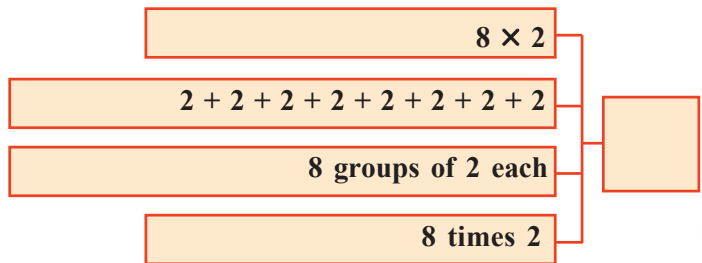 8 × 2
2 + 2 + 2 + 2 + 2 + 2 + 2 + 2
8 groups of 2 each
8 times 2